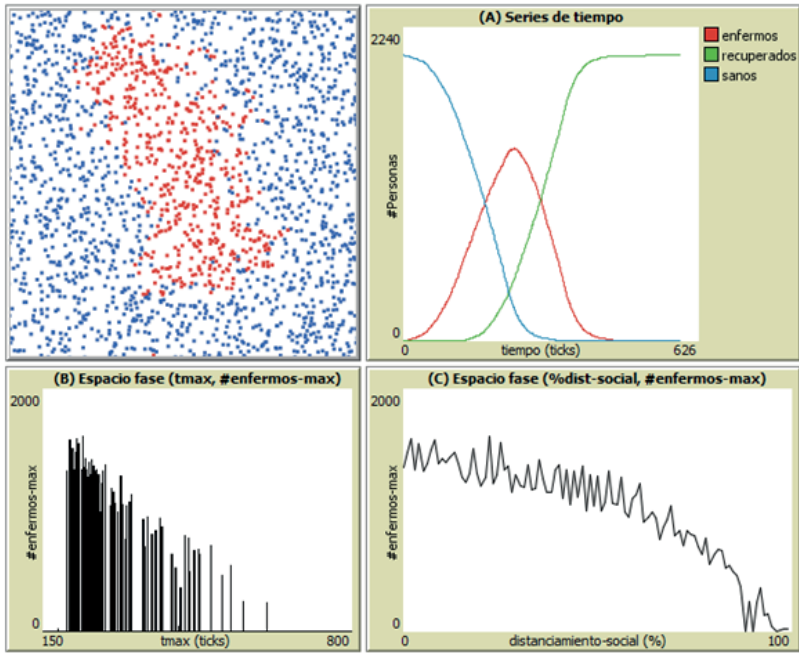 (A) Series de tiempo
2240
#Personas
0
0
tiempo (ticks)
626
enfermos
recuperados
sanos
(B) Espacio fase (tmax, #enfermos-max)
2000
#enfermos-max
0
150
tmax (ticks)
800
(C) Espacio fase (%dist-social, #enfermos-max)
2000
#enfermos-max
0
0
distanciamiento-social (%)
100